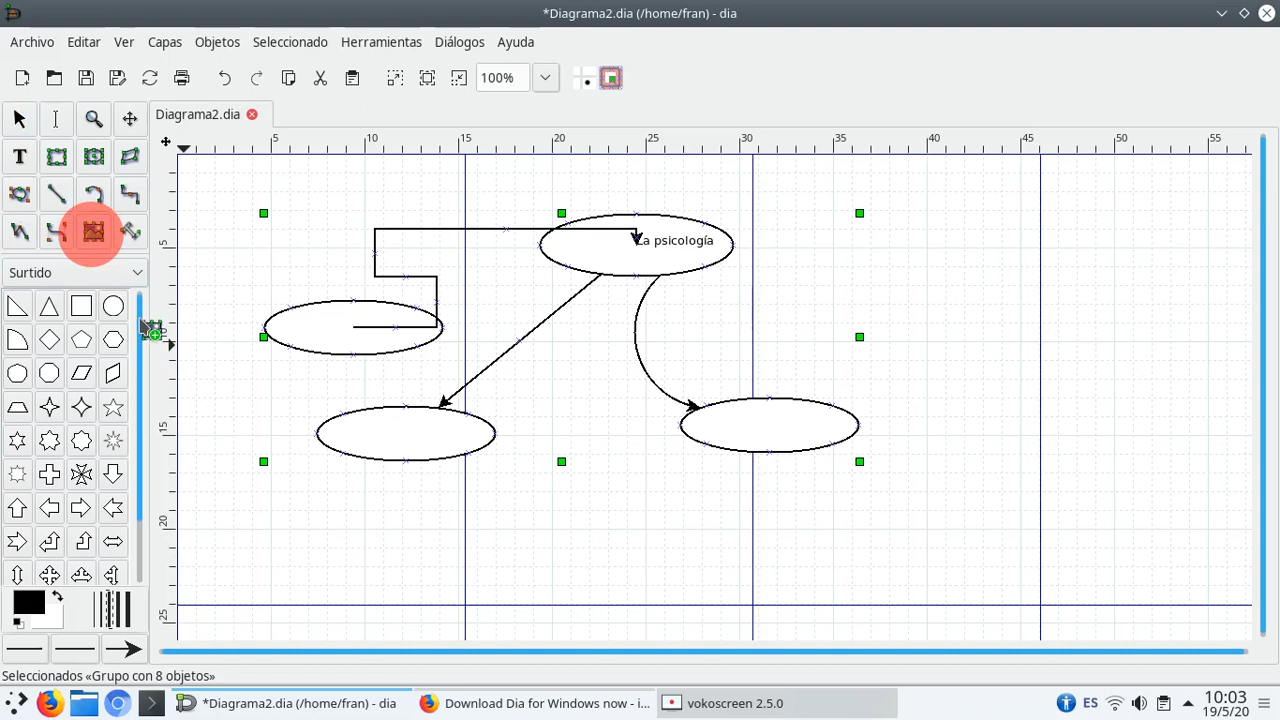 *Diagrama2.dia (/home/fran) - dia
Archivo Editar Ver Capas Objetos Seleccionado Herramientas Diálogos Ayuda
100%
Diagrama2.dia
5 10 15 20 25 30 35 40 45 50 55
T
Surtido
5
10
15
20
25
La psicología
Seleccionados «Grupo con 8 objetos»
*Diagrama2.dia (/home/fran) - dia
Download Dia for Windows now - i...
vokoscreen 2.5.0
ES
10:03
19/5/20